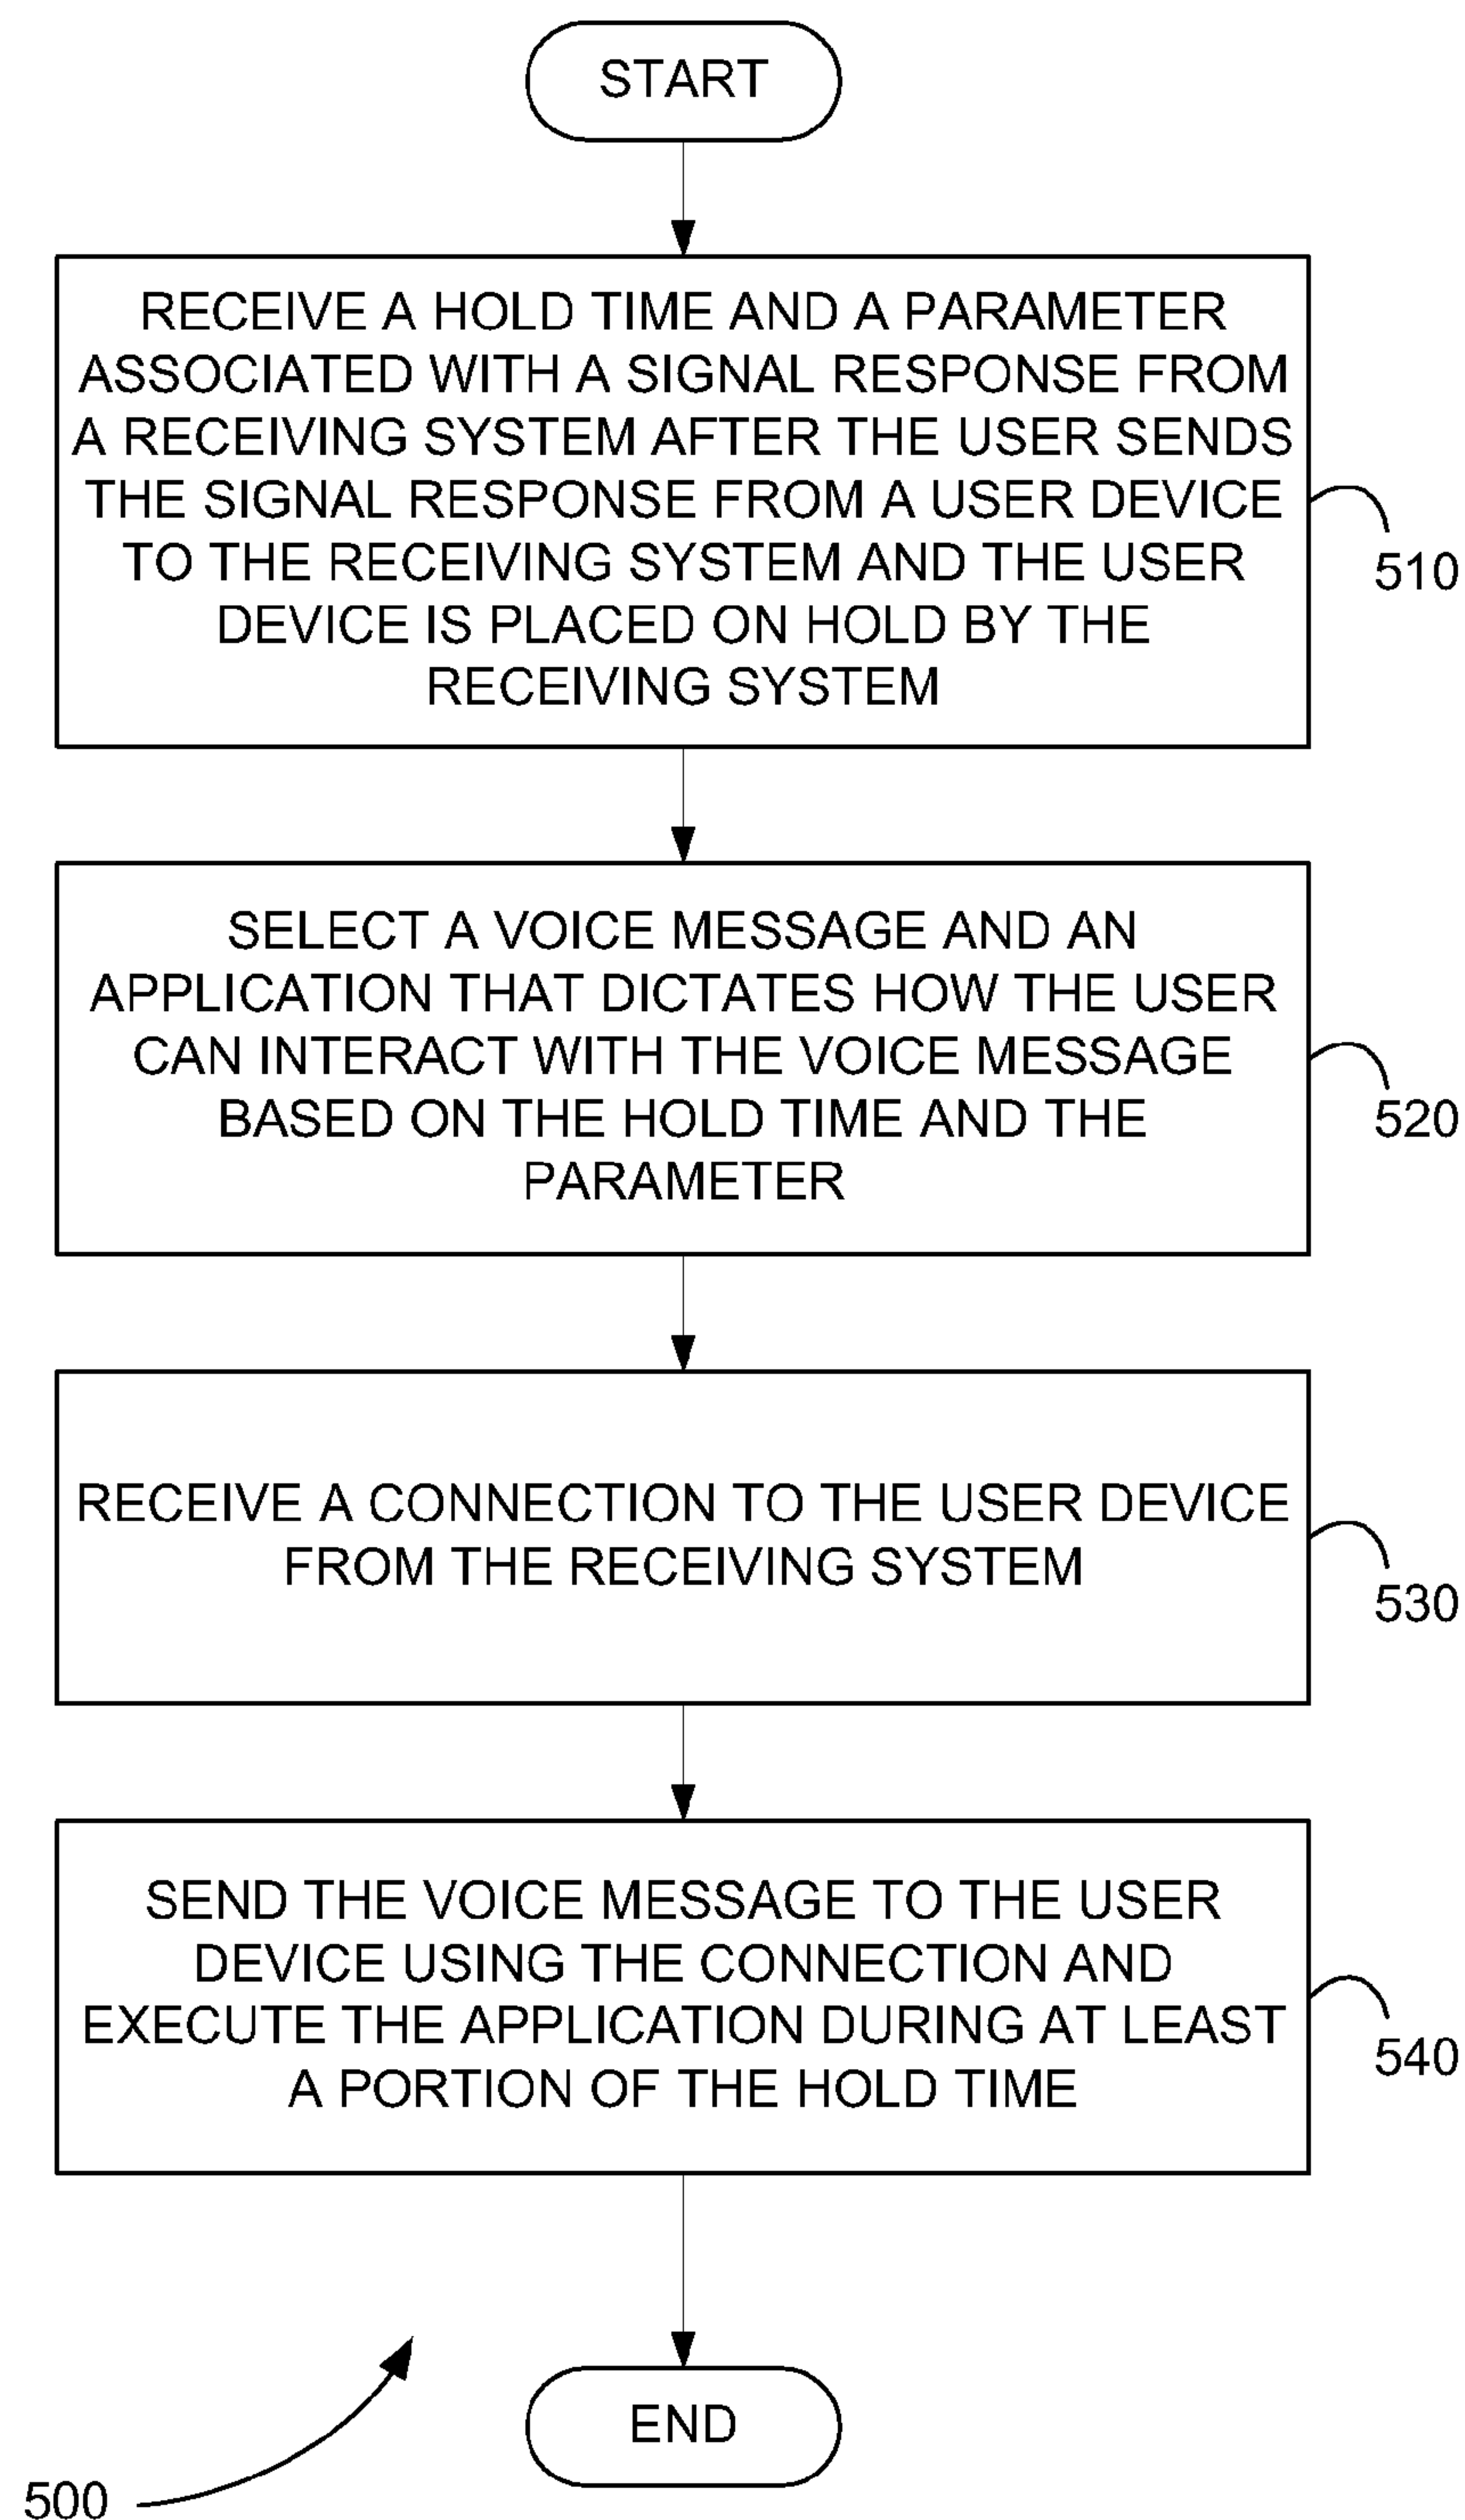 START
RECEIVE A HOLD TIME AND A PARAMETER
ASSOCIATED WITH A SIGNAL RESPONSE FROM
A RECEIVING SYSTEM AFTER THE USER SENDS
THE SIGNAL RESPONSE FROM A USER DEVICE
TO THE RECEIVING SYSTEM AND THE USER
DEVICE IS PLACED ON HOLD BY THE
RECEIVING SYSTEM
510
SELECT A VOICE MESSAGE AND AN
APPLICATION THAT DICTATES HOW THE USER
CAN INTERACT WITH THE VOICE MESSAGE
BASED ON THE HOLD TIME AND THE
PARAMETER
520
RECEIVE A CONNECTION TO THE USER DEVICE
FROM THE RECEIVING SYSTEM
530
SEND THE VOICE MESSAGE TO THE USER
DEVICE USING THE CONNECTION AND
EXECUTE THE APPLICATION DURING AT LEAST
A PORTION OF THE HOLD TIME
540
END
500